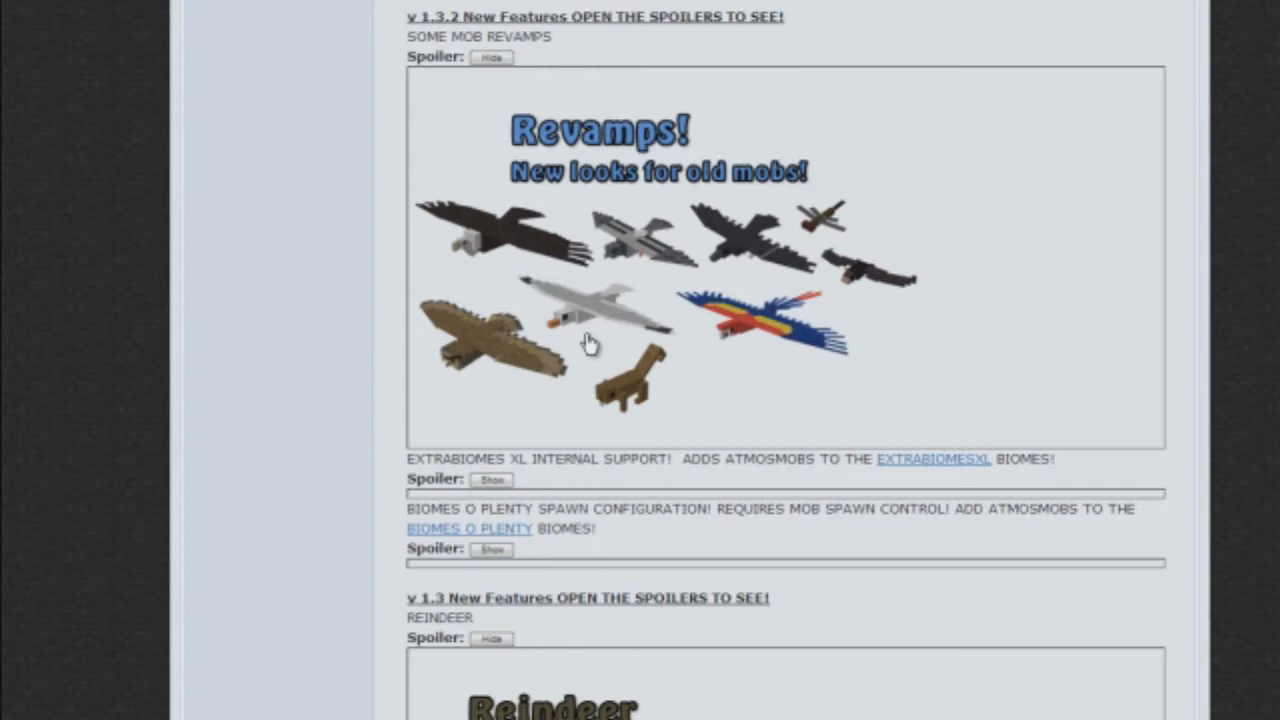 v 1.3.2 New Features OPEN THE SPOILERS TO SEE!
SOME MOB REVAMPS
Spoiler: Hide
Revamps!
New looks for old mobs!
EXTRABIOMES XL INTERNAL SUPPORT! ADDS ATMOSMOBS TO THE EXTRABIOMESXL BIOMES!
Spoiler: Show
BIOMES O PLENTY SPAWN CONFIGURATION! REQUIRES MOB SPAWN CONTROL! ADD ATMOSMOBS TO THE
BIOMES O PLENTY BIOMES!
Spoiler: Show
v 1.3 New Features OPEN THE SPOILERS TO SEE!
REINDEER
Spoiler: Hide
Reindeer